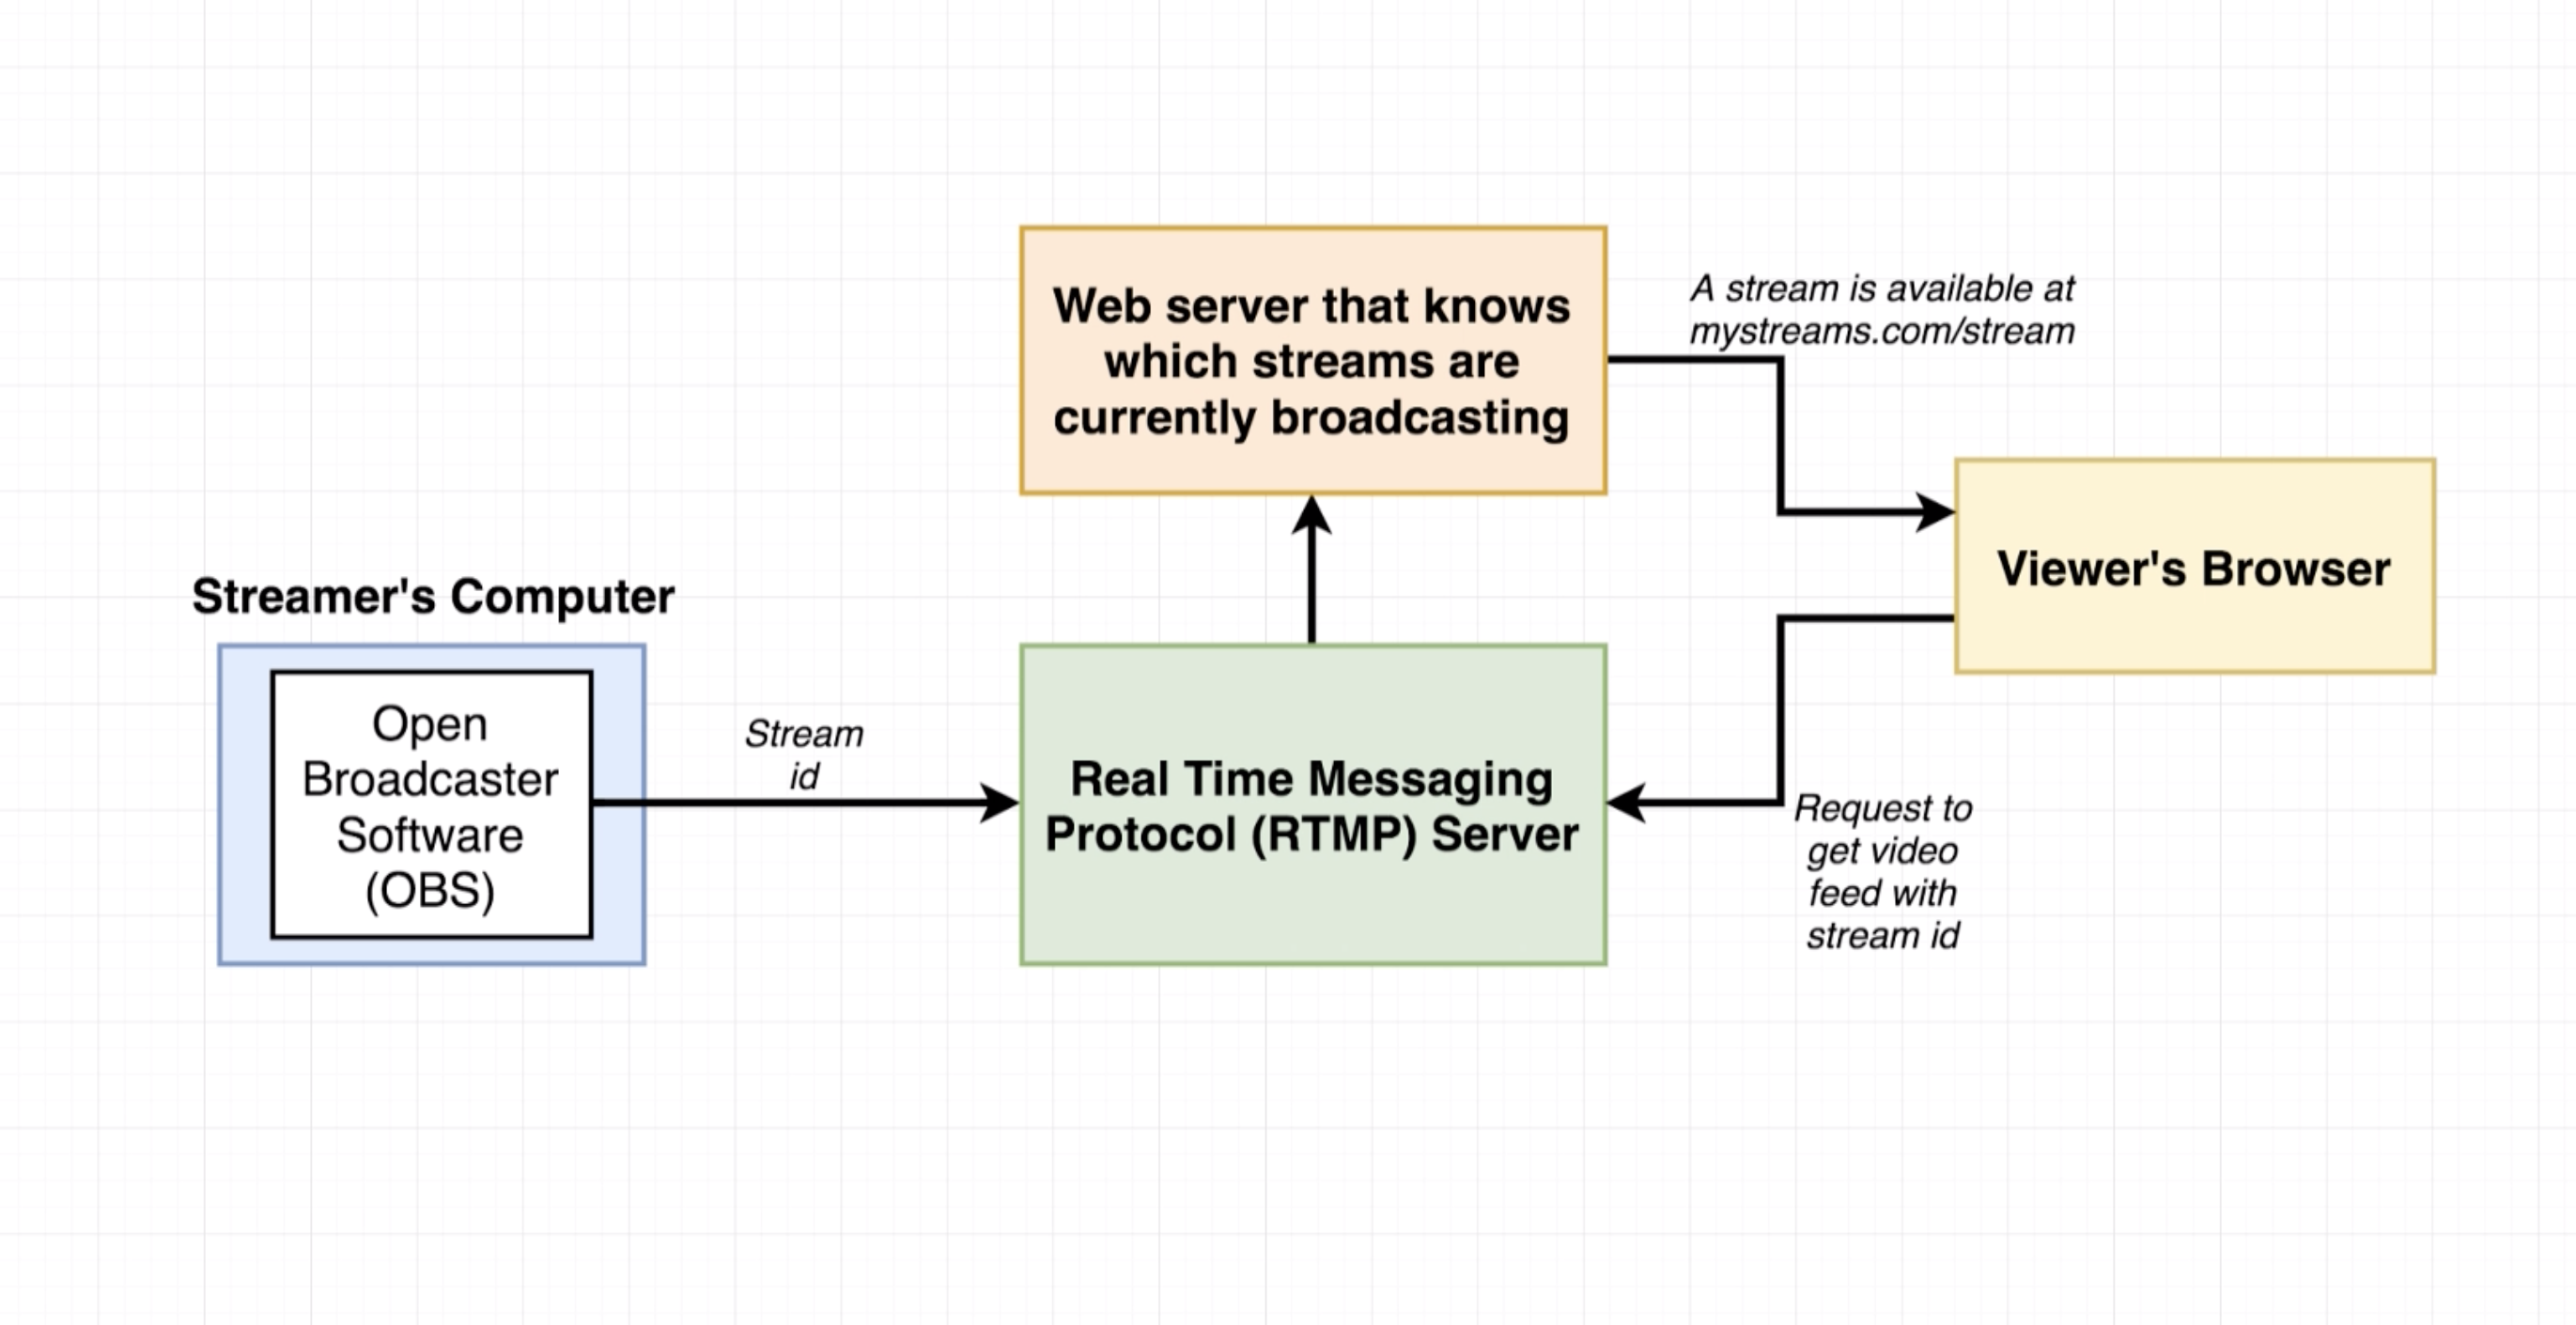 Web server that knows
which streams are
currently broadcasting
A stream is available at
mystreams.com/stream
Viewer's Browser
Streamer's Computer
Open
Broadcaster
Software
(OBS)
Stream
id
Real Time Messaging
Protocol (RTMP) Server
Request to
get video
feed with
stream id